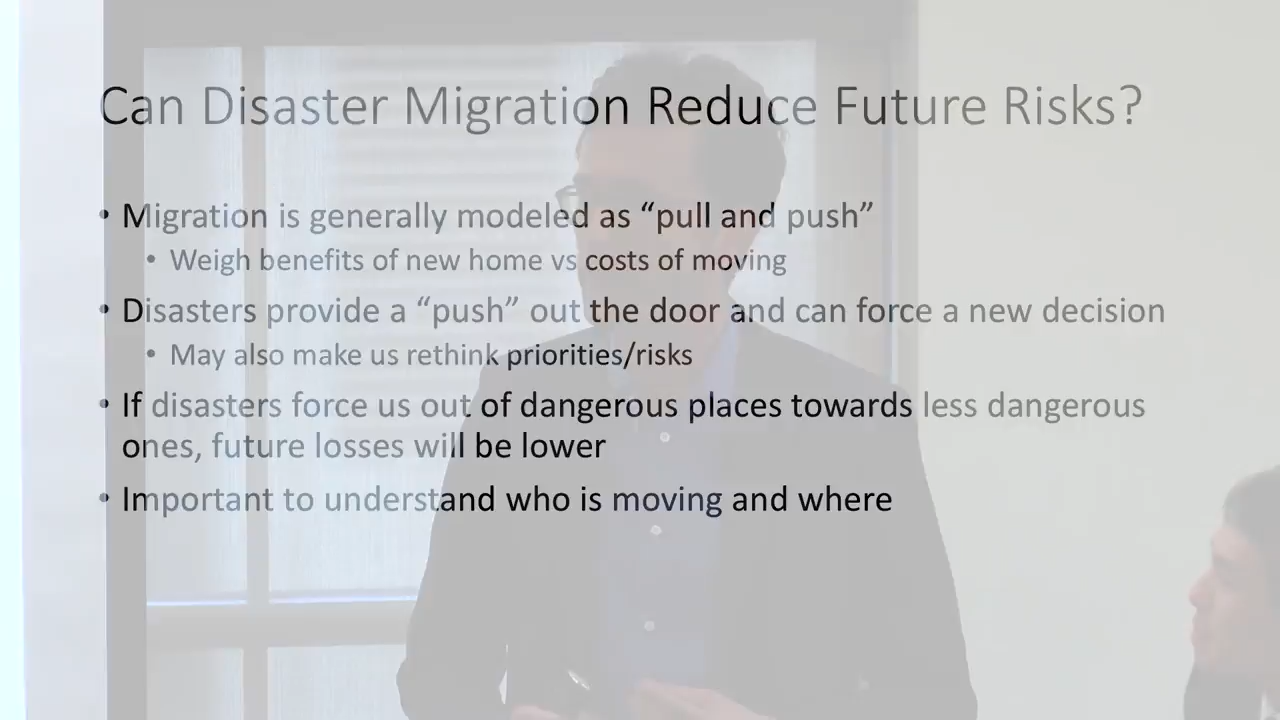 Can Disaster Migration Reduce Future Risks?
• Migration is generally modeled as “pull and push”
• Weigh benefits of new home vs costs of moving
• Disasters provide a “push” out the door and can force a new decision
• May also make us rethink priorities/risks
• If disasters force us out of dangerous places towards less dangerous
ones, future losses will be lower
• Important to understand who is moving and where